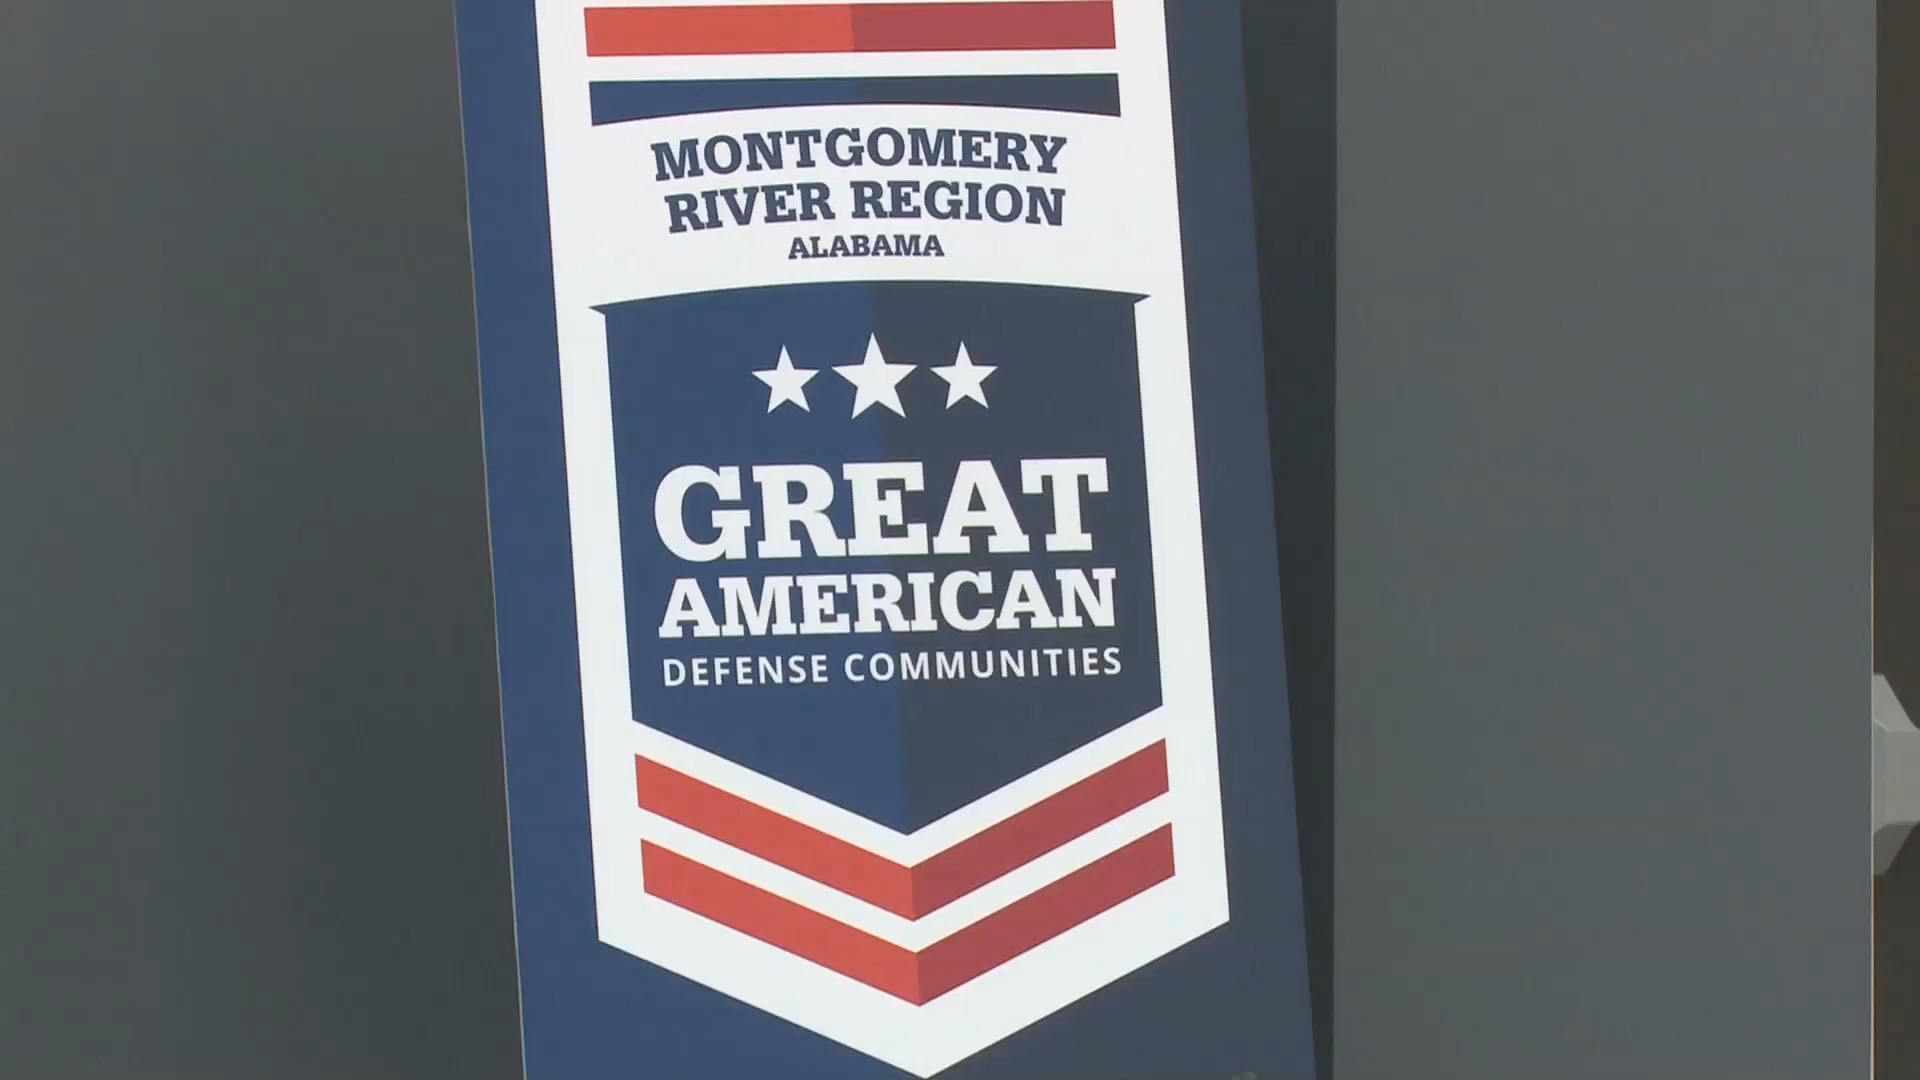 MONTGOMERY
RIVER REGION
ALABAMA
GREAT
AMERICAN
DEFENSE COMMUNITIES